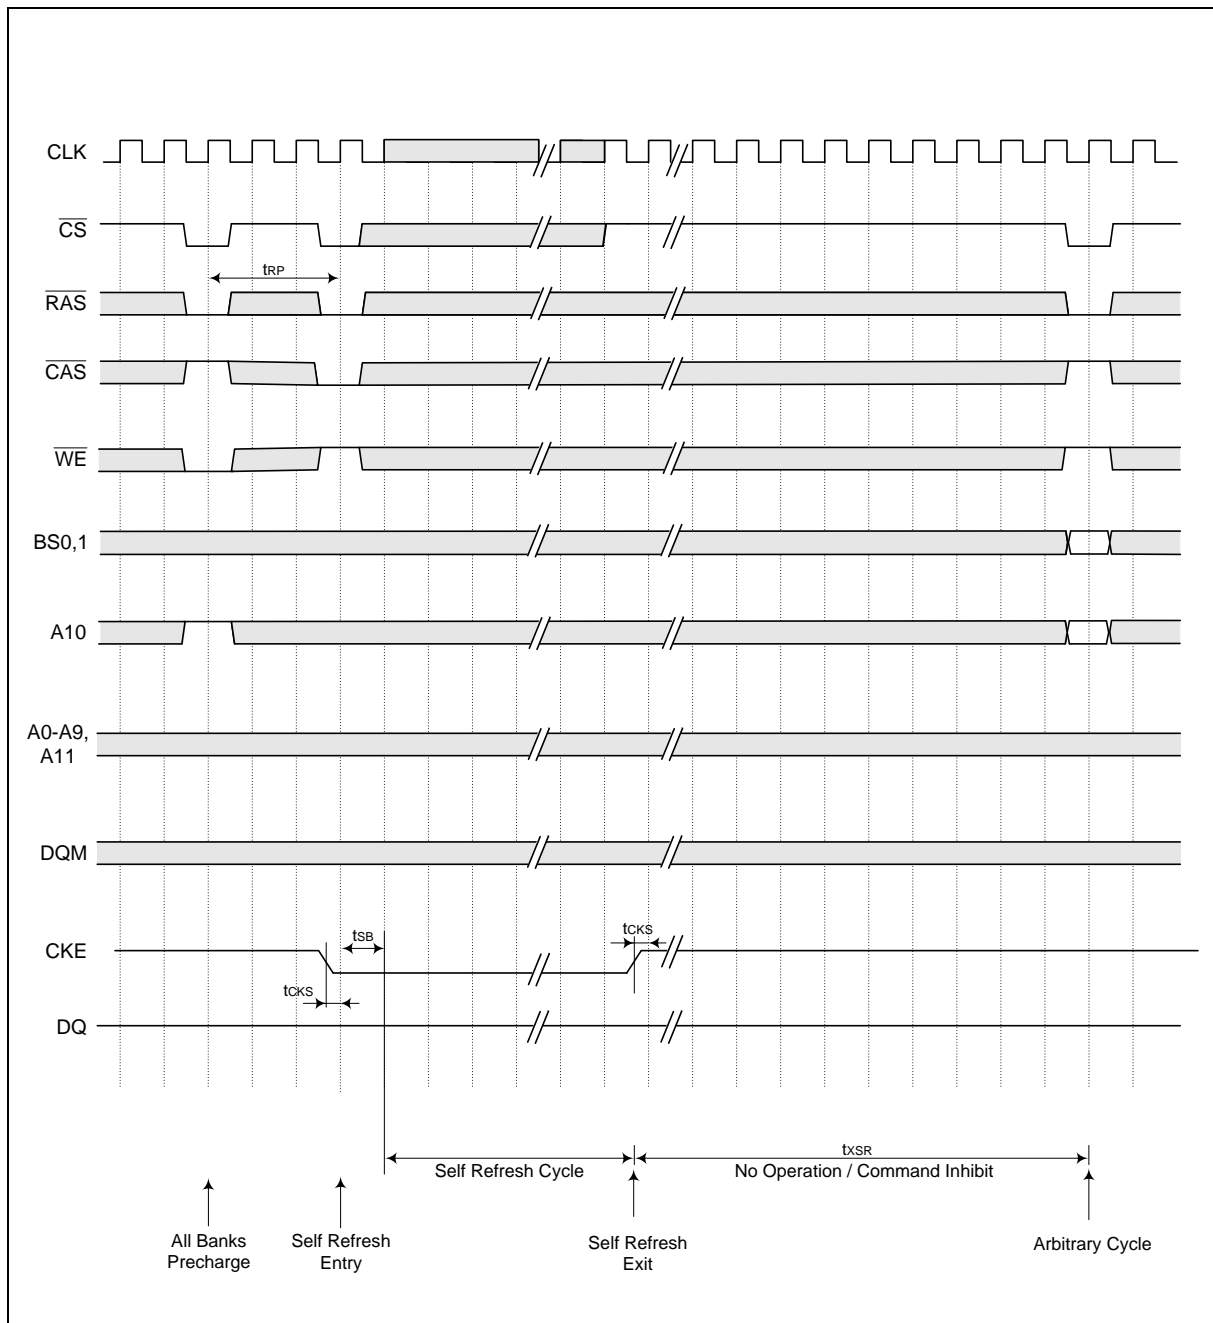 CLK
CS
tRP
RAS
CAS
WE
BS0,1
A10
A0-A9,
A11
DQM
tSB
tCKS
CKE
tCKS
DQ
tXSR
Self Refresh Cycle
No Operation / Command Inhibit
All Banks
Precharge
Self Refresh
Entry
Self Refresh
Exit
Arbitrary Cycle